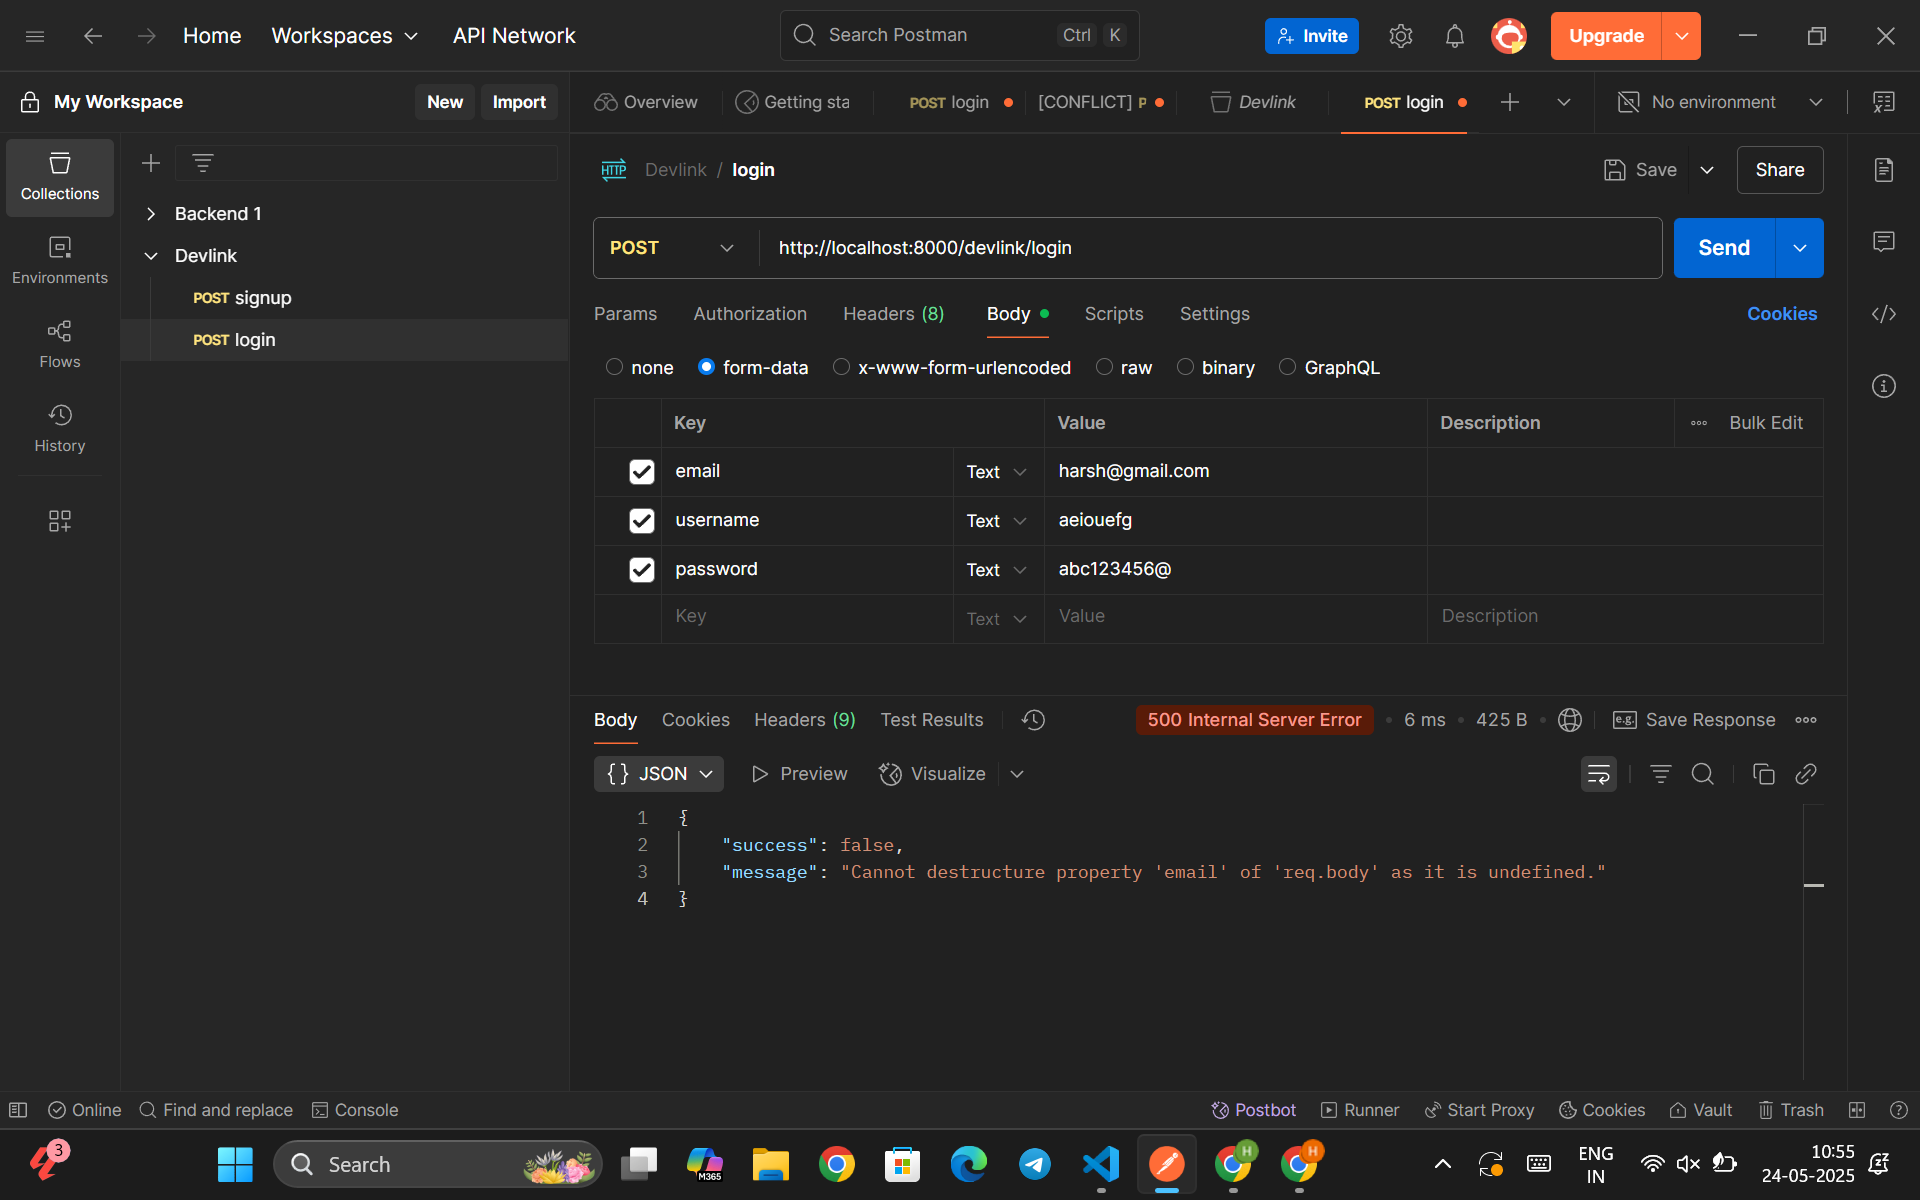 Home
Workspaces
API Network
Search Postman
Ctrl
K
Invite
Upgrade
My Workspace
New
Import
Overview
Getting sta
POST login
[CONFLICT] P
Devlink
POST login
No environment
Collections
Environments
Flows
History
Backend 1
Devlink
POST signup
POST login
HTTP
Devlink / login
Save
Share
POST
http://localhost:8000/devlink/login
Send
Params
Authorization
Headers (8)
Body
Scripts
Settings
Cookies
none
form-data
x-www-form-urlencoded
raw
binary
GraphQL
Key
Value
Description
Bulk Edit
email
Text
harsh@gmail.com
username
Text
aeiouefg
password
Text
abc123456@
Key
Text
Value
Description
Body
Cookies
Headers (9)
Test Results
500 Internal Server Error
6 ms
425 B
e.g.
Save Response
{} JSON
Preview
Visualize
1 {
2 "success": false,
3 "message": "Cannot destructure property 'email' of 'req.body' as it is undefined."
4 }
Online
Find and replace
Console
Postbot
Runner
Start Proxy
Cookies
Vault
Trash
3
Search
M365
H
H
ENG
IN
10:55
24-05-2025